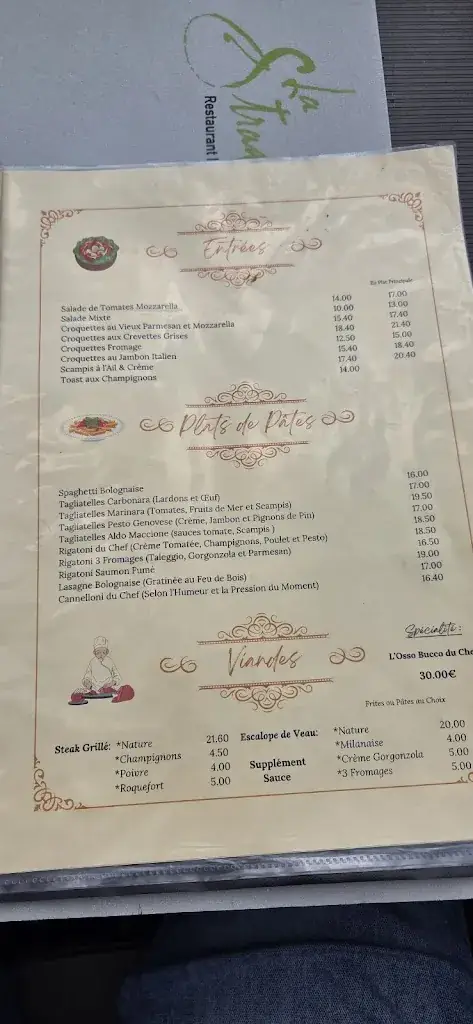 La
Strad
Restaurant
Entrées
En Plat Principale
Salade de Tomates Mozzarella 14.00 17.00
Salade Mixte 10.00 13.00
Croquettes au Vieux Parmesan et Mozzarella 15.40 17.40
Croquettes aux Crevettes Grises 18.40 21.40
Croquettes Fromage 12.50 15.00
Croquettes au Jambon Italien 15.40 18.40
Scampis à l'Ail & Crème 17.40 20.40
Toast aux Champignons 14.00
Plats de Pâtes
Spaghetti Bolognaise 16.00
Tagliatelles Carbonara (Lardons et Œuf) 17.00
Tagliatelles Marinara (Tomates, Fruits de Mer et Scampis) 19.50
Tagliatelles Pesto Genovese (Crème, Jambon et Pignons de Pin) 17.00
Tagliatelles Aldo Maccione (sauces tomate, Scampis ) 18.50
Rigatoni du Chef (Crème Tomatée, Champignons, Poulet et Pesto) 18.50
Rigatoni 3 Fromages (Taleggio, Gorgonzola et Parmesan) 16.50
Rigatoni Saumon Fumé 19.00
Lasagne Bolognaise (Gratinée au Feu de Bois) 17.00
Cannelloni du Chef (Selon l'Humeur et la Pression du Moment) 16.40
Viandes
Spécialité :
L'Osso Bucco du Che
30.00€
Frites ou Pâtes au Choix
Steak Grillé: *Nature 21.60
*Champignons 4.50
*Poivre 4.00
*Roquefort 5.00
Escalope de Veau: *Nature 20.00
*Milanaise 4.00
Supplément Sauce *Crème Gorgonzola 5.00
*3 Fromages 5.00